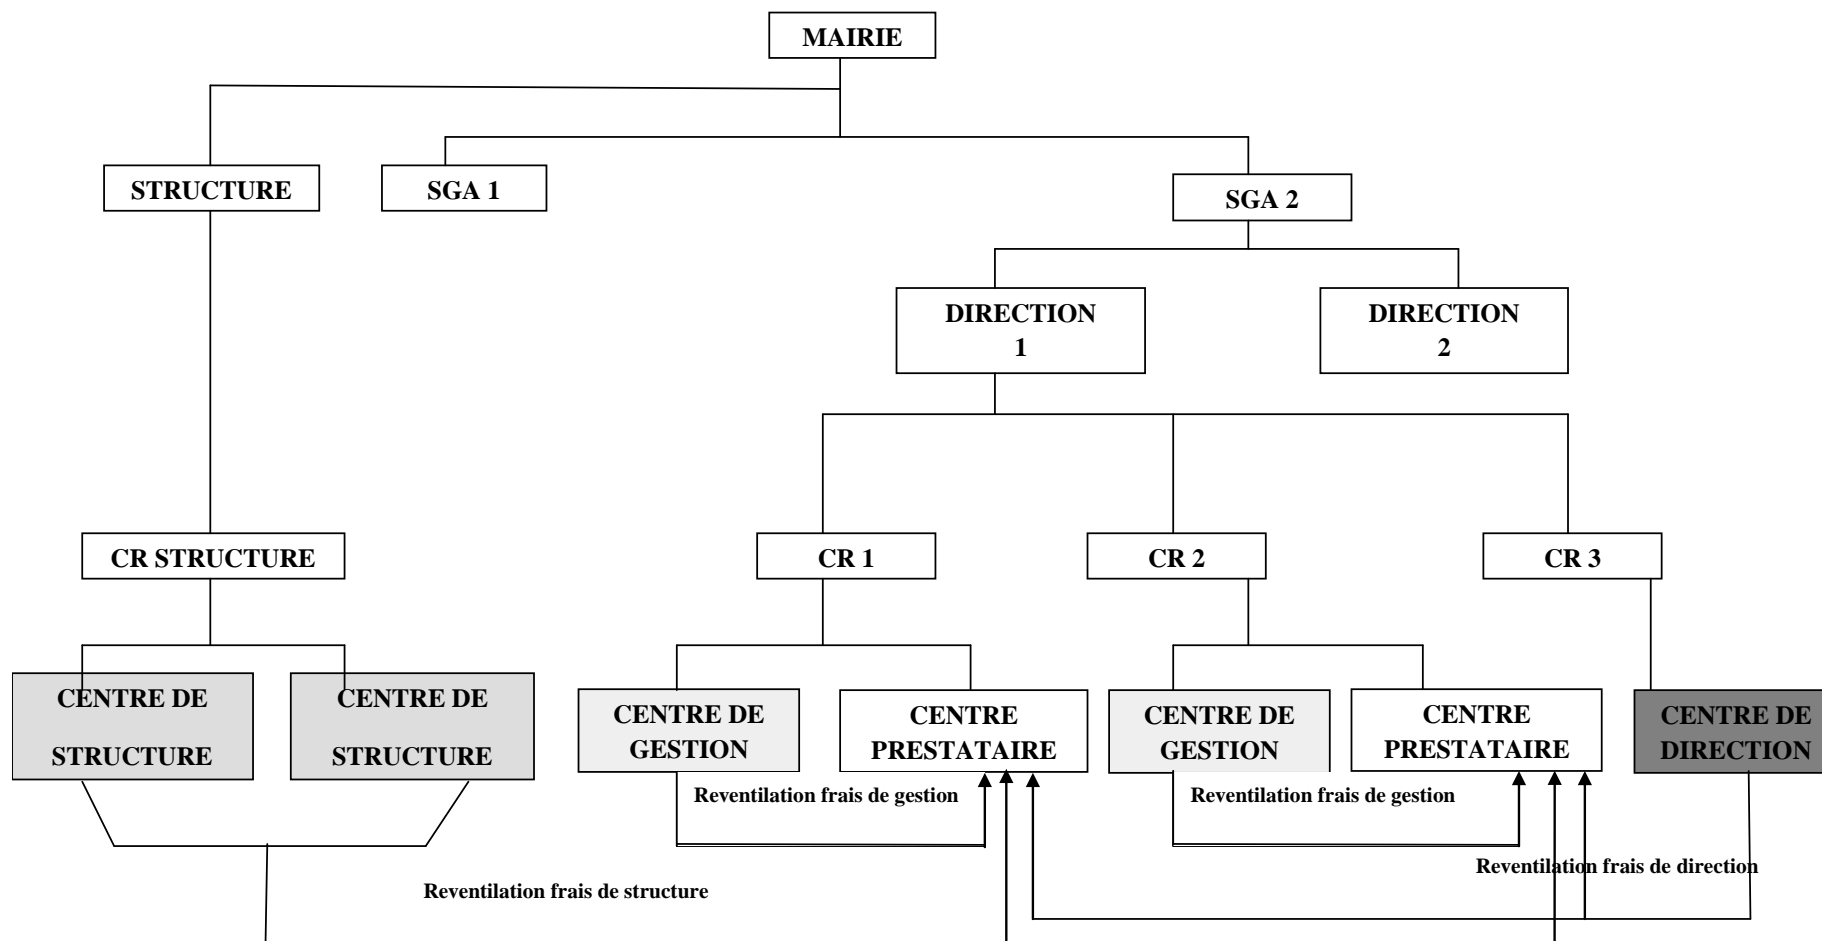 MAIRIE
STRUCTURE
SGA 1
SGA 2
DIRECTION
1
DIRECTION
2
CR STRUCTURE
CR 1
CR 2
CR 3
CENTRE DE
STRUCTURE
CENTRE DE
STRUCTURE
CENTRE DE
GESTION
CENTRE
PRESTATAIRE
CENTRE DE
GESTION
CENTRE
PRESTATAIRE
CENTRE DE
DIRECTION
Reventilation frais de gestion
Reventilation frais de gestion
Reventilation frais de direction
Reventilation frais de structure